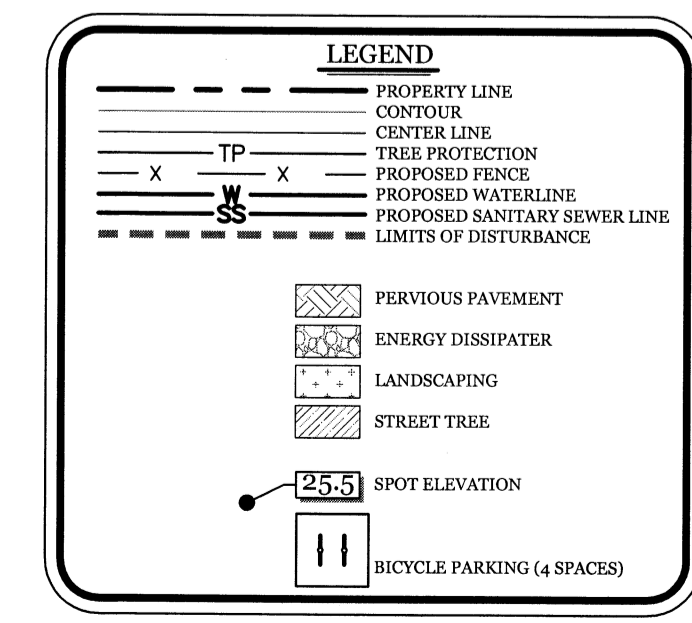 LEGEND
PROPERTY LINE
CONTOUR
CENTER LINE
TP TREE PROTECTION
X X PROPOSED FENCE
W PROPOSED WATERLINE
SS PROPOSED SANITARY SEWER LINE
LIMITS OF DISTURBANCE
PERVIOUS PAVEMENT
ENERGY DISSIPATER
LANDSCAPING
STREET TREE
25.5 SPOT ELEVATION
BICYCLE PARKING (4 SPACES)